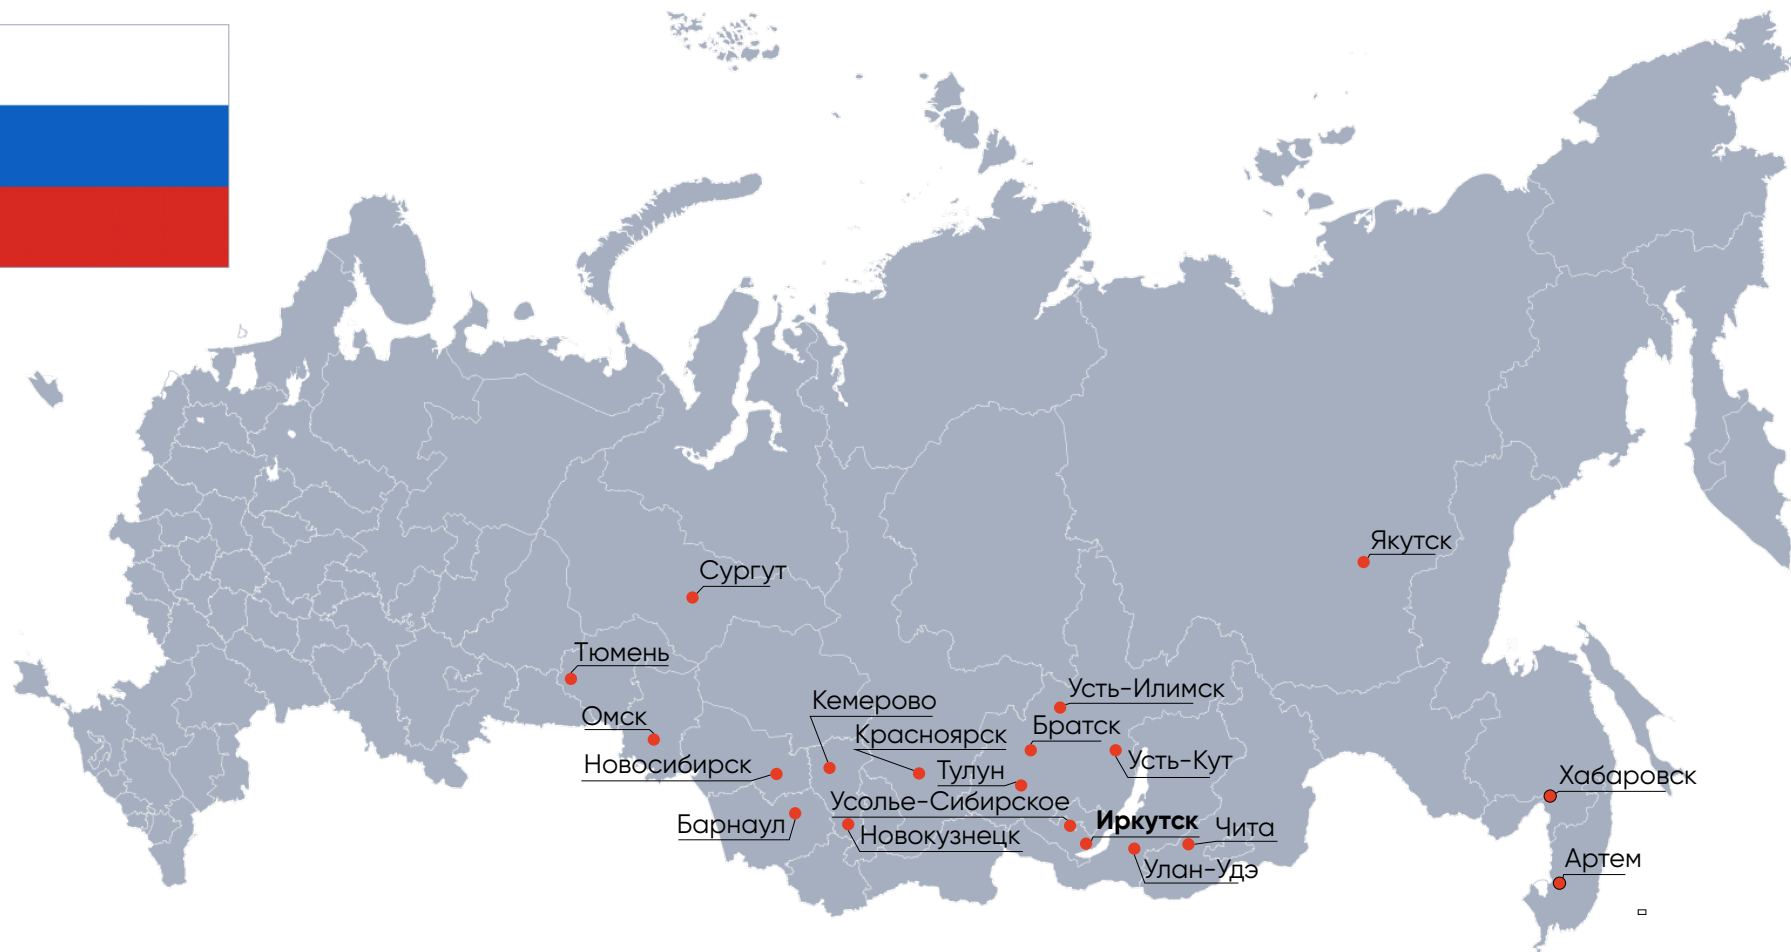 Якутск
Сургут
Тюмень
Усть-Илимск
Кемерово
Омск
Братск
Красноярск
Усть-Кут
Новосибирск
Тулун
Хабаровск
Усолье-Сибирское
Иркутск
Барнаул
Чита
Новокузнецк
Артем
Улан-Удэ